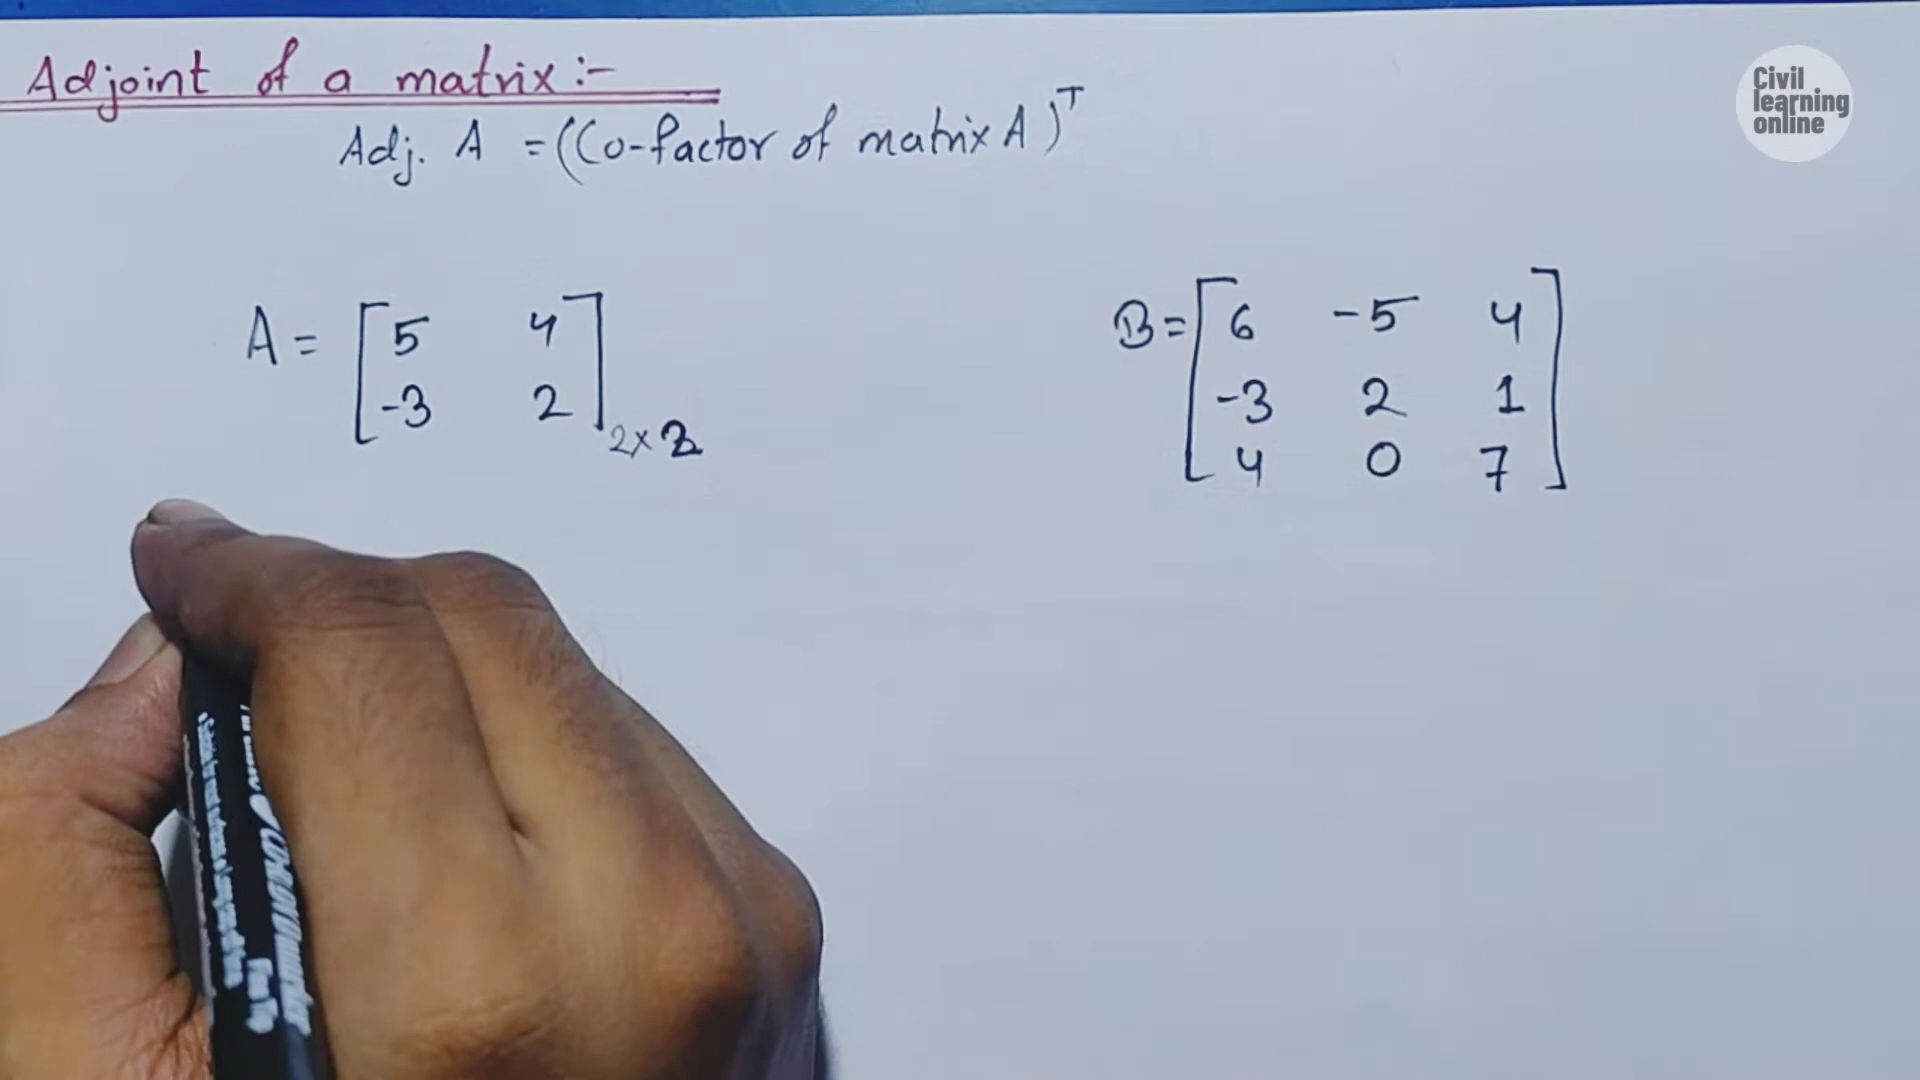 Adjoint of a matrix :-
Adj. A = (Co-factor of matrix A)ᵀ
A = [5 4
-3 2] 2×2
B = [6 -5 4
-3 2 1
4 0 7]
Civil
learning
online